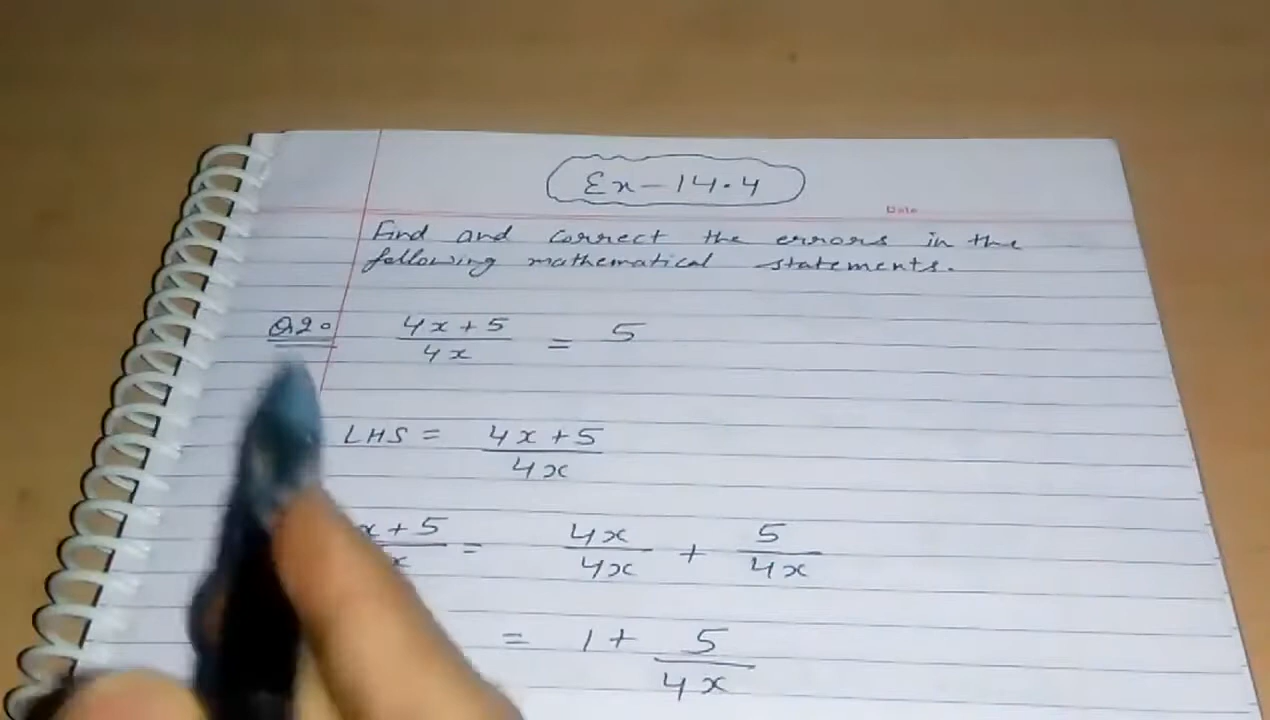 Ex - 14.4
Date
Find and correct the errors in the
following mathematical statements.
Q20 (4x + 5)/(4x) = 5
LHS = (4x + 5)/(4x)
x + 5/x = 4x/4x + 5/4x
= 1 + 5/4x